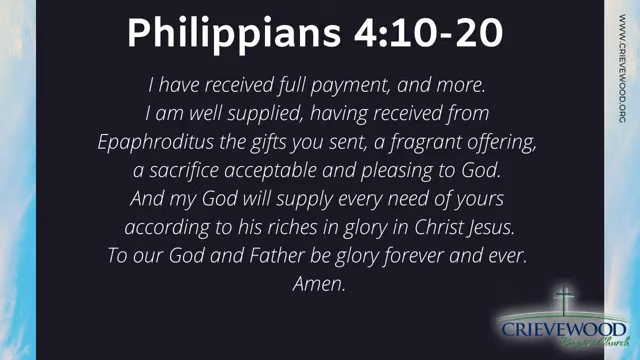 Philippians 4:10-20
I have received full payment, and more.
I am well supplied, having received from
Epaphroditus the gifts you sent, a fragrant offering,
a sacrifice acceptable and pleasing to God.
And my God will supply every need of yours
according to his riches in glory in Christ Jesus.
To our God and Father be glory forever and ever.
Amen.
WWW.CRIEVEWOOD.ORG
CRIEVEWOOD
Baptist Church